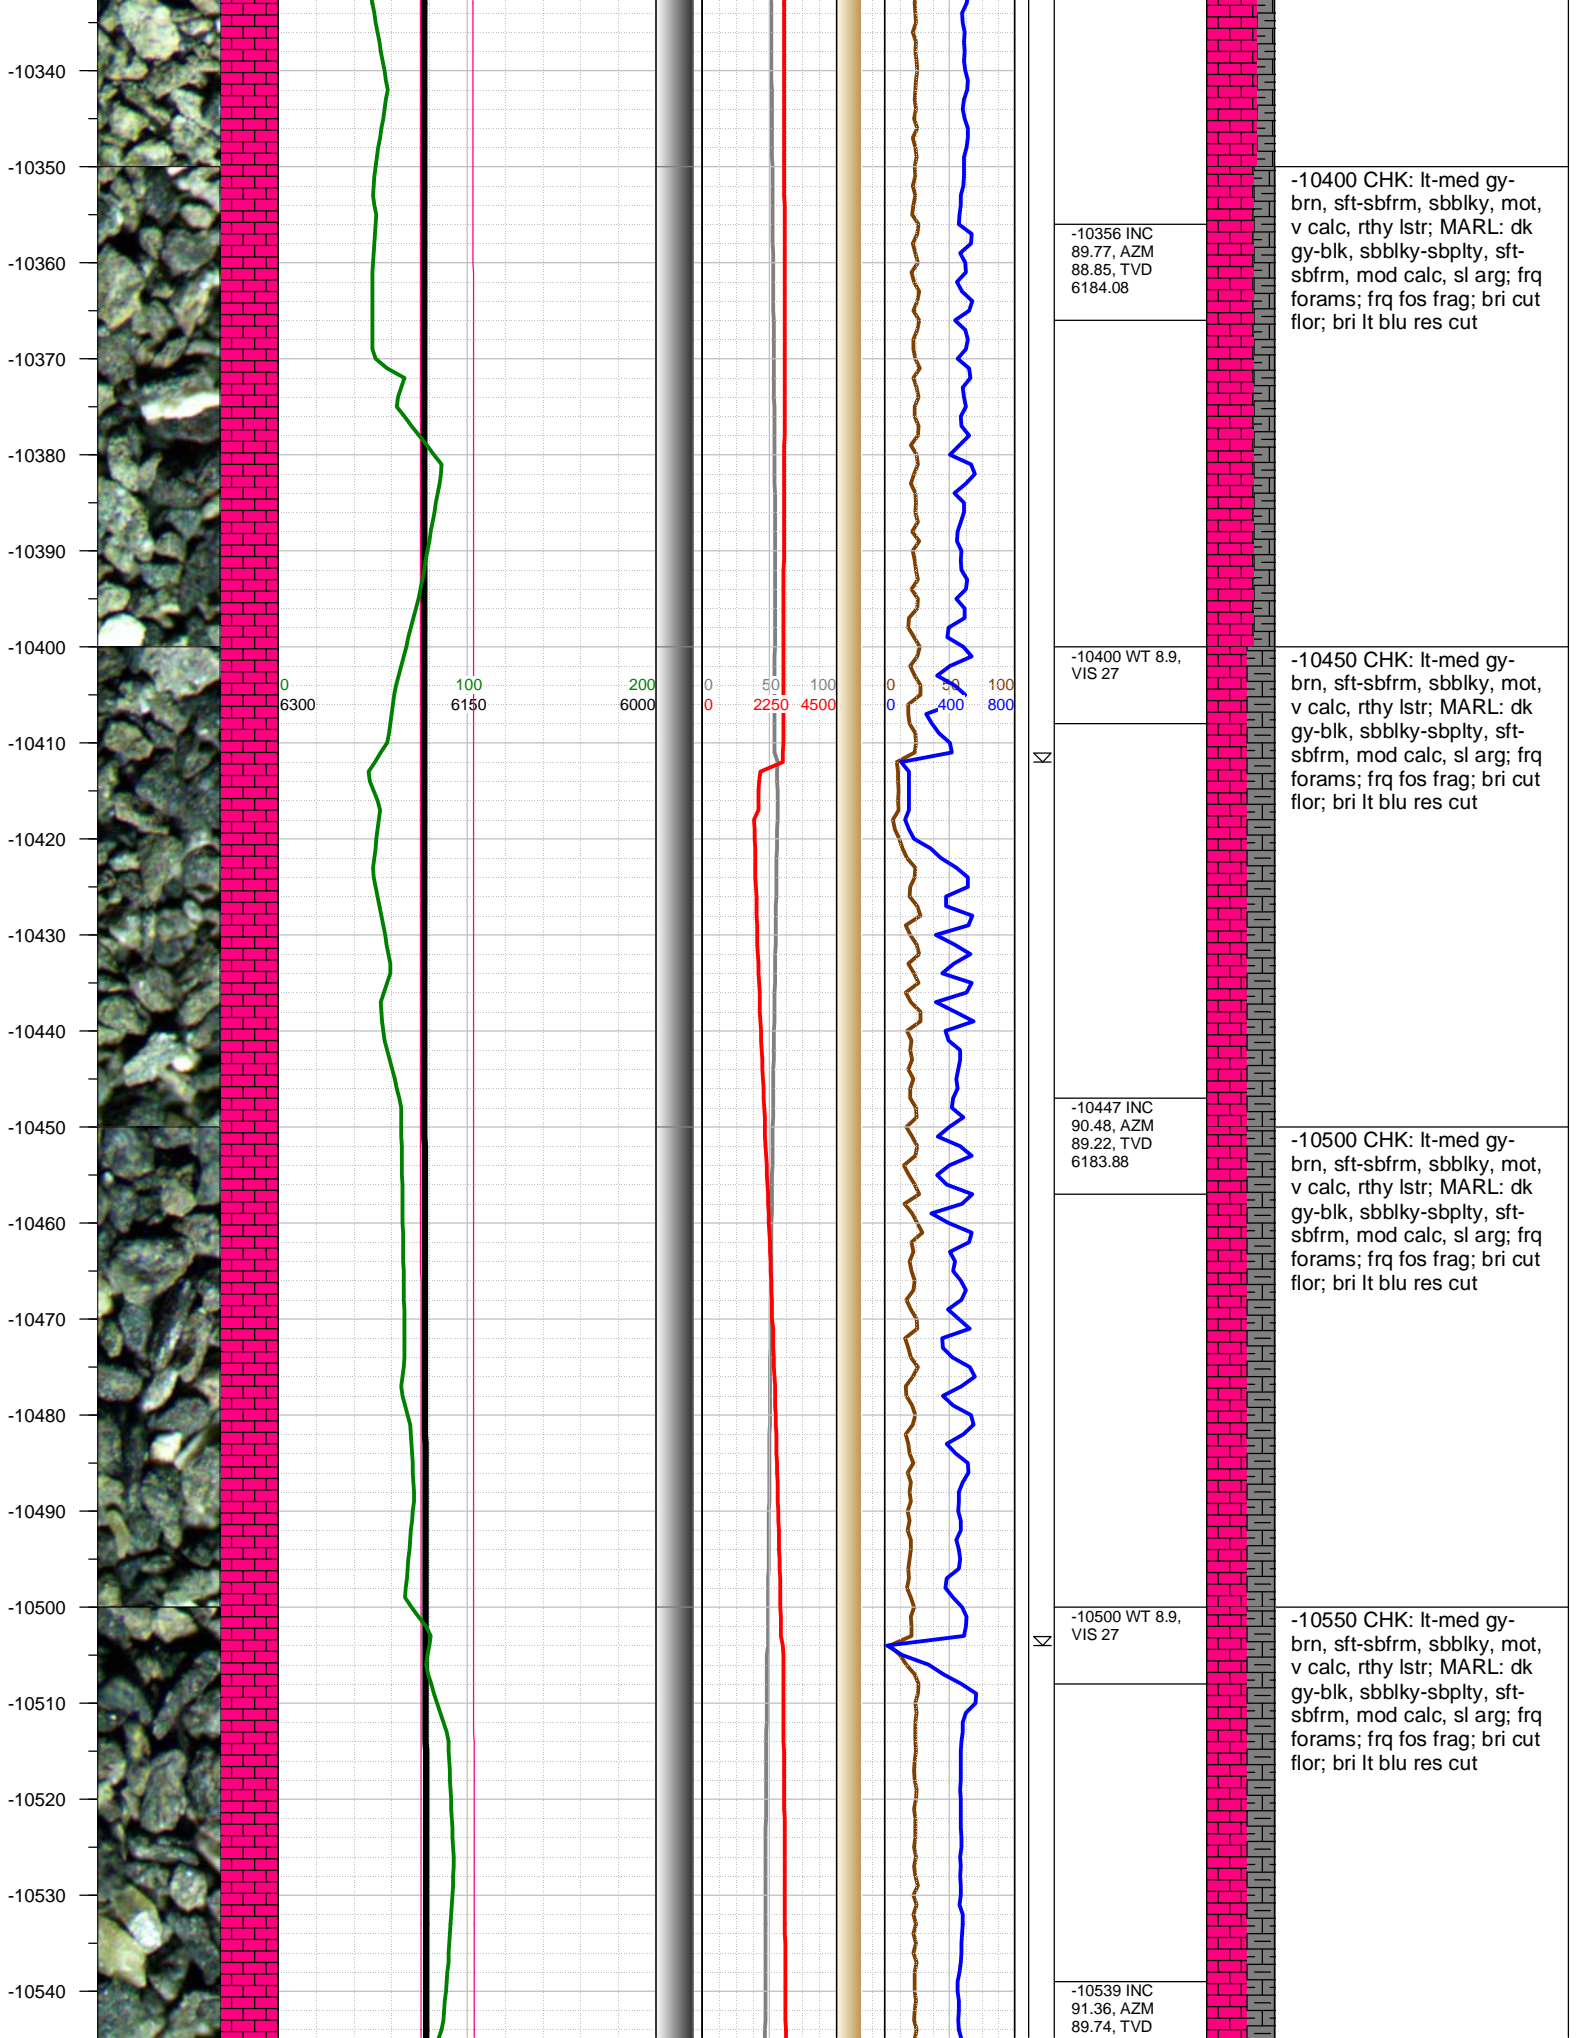 -10340
-10350
-10360
-10370
-10380
-10390
-10400
-10410
-10420
-10430
-10440
-10450
-10460
-10470
-10480
-10490
-10500
-10510
-10520
-10530
-10540
0 100 200
6300 6150 6000
0 50 100
0 2250 4500
0 50 100
0 400 800
-10356 INC
89.77, AZM
88.85, TVD
6184.08
-10400 WT 8.9,
VIS 27
-10447 INC
90.48, AZM
89.22, TVD
6183.88
-10500 WT 8.9,
VIS 27
-10539 INC
91.36, AZM
89.74, TVD
-10400 CHK: lt-med gy-
brn, sft-sbfrm, sbblky, mot,
v calc, rthy lstr; MARL: dk
gy-blk, sbblky-sbplty, sft-
sbfrm, mod calc, sl arg; frq
forams; frq fos frag; bri cut
flor; bri lt blu res cut
-10450 CHK: lt-med gy-
brn, sft-sbfrm, sbblky, mot,
v calc, rthy lstr; MARL: dk
gy-blk, sbblky-sbplty, sft-
sbfrm, mod calc, sl arg; frq
forams; frq fos frag; bri cut
flor; bri lt blu res cut
-10500 CHK: lt-med gy-
brn, sft-sbfrm, sbblky, mot,
v calc, rthy lstr; MARL: dk
gy-blk, sbblky-sbplty, sft-
sbfrm, mod calc, sl arg; frq
forams; frq fos frag; bri cut
flor; bri lt blu res cut
-10550 CHK: lt-med gy-
brn, sft-sbfrm, sbblky, mot,
v calc, rthy lstr; MARL: dk
gy-blk, sbblky-sbplty, sft-
sbfrm, mod calc, sl arg; frq
forams; frq fos frag; bri cut
flor; bri lt blu res cut